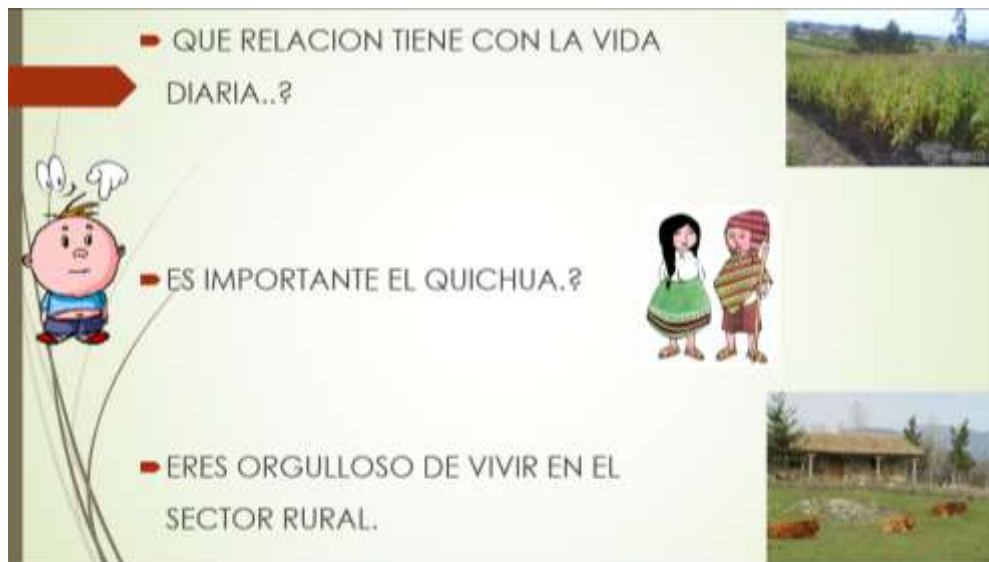 QUE RELACION TIENE CON LA VIDA
DIARIA..?
ES IMPORTANTE EL QUICHUA.?
ERES ORGULLOSO DE VIVIR EN EL
SECTOR RURAL.